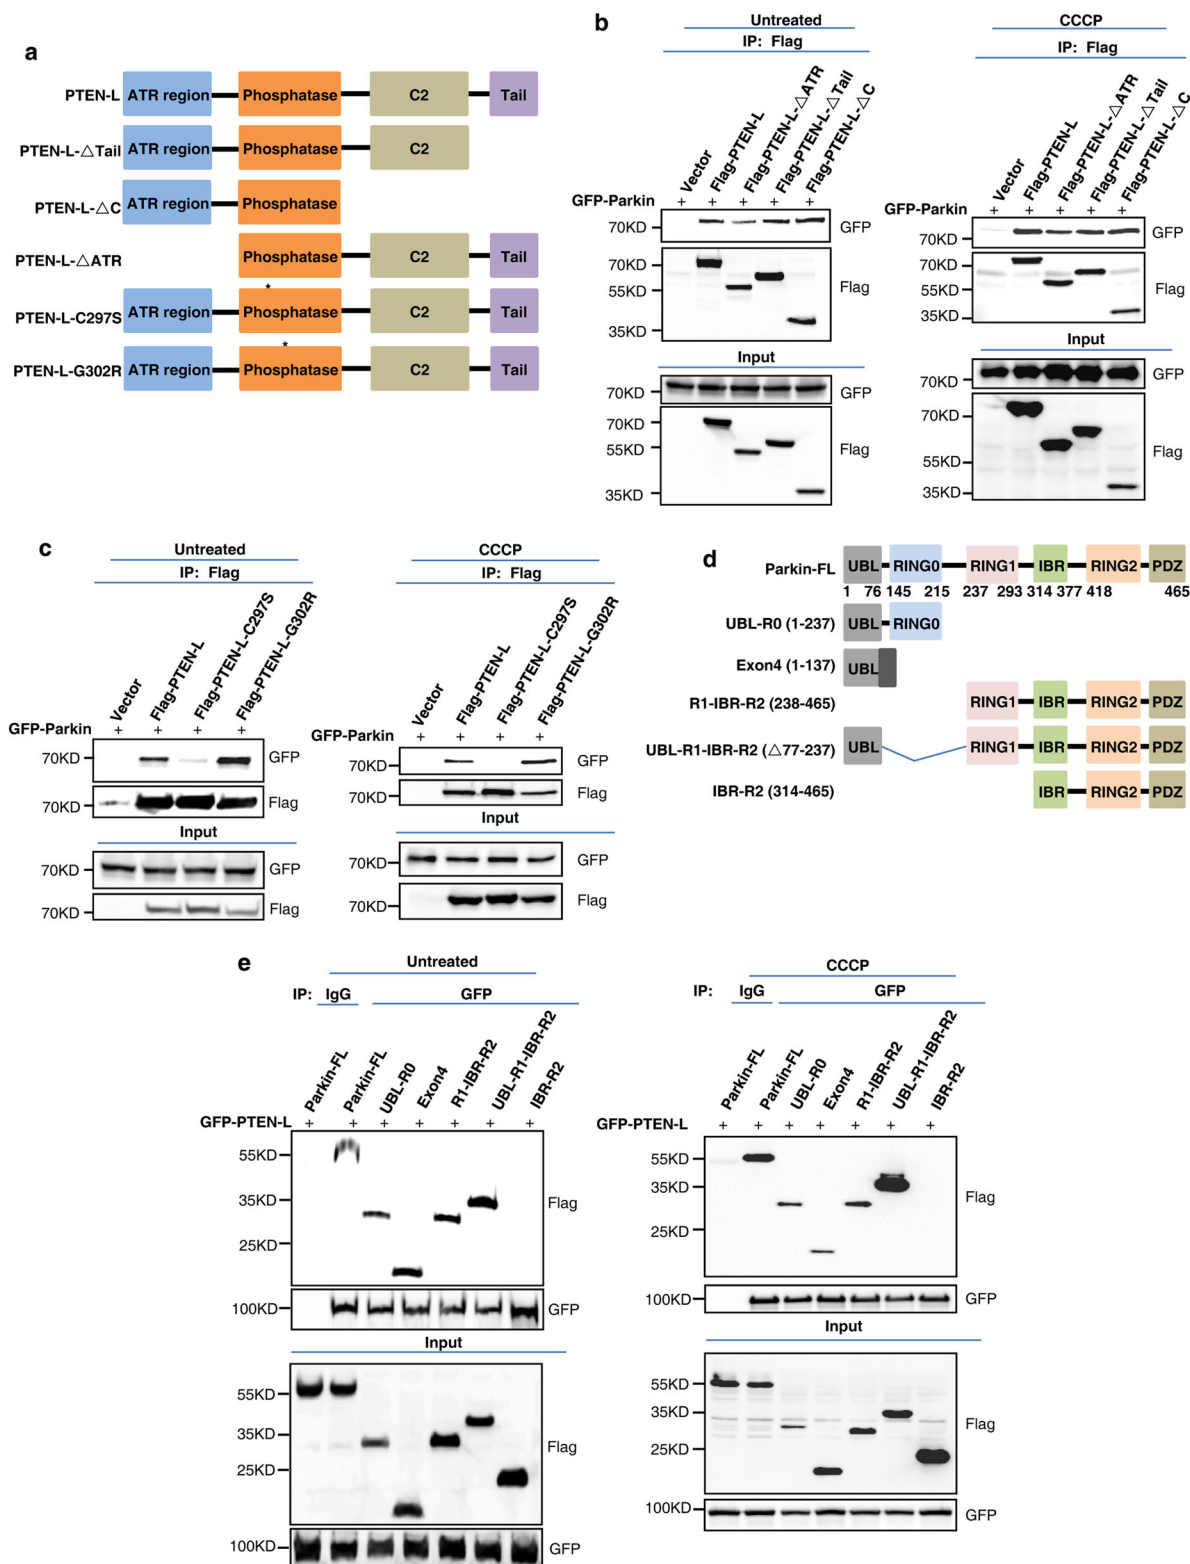 a
PTEN-L ATR region Phosphatase C2 Tail
PTEN-L-△Tail ATR region Phosphatase C2
PTEN-L-△C ATR region Phosphatase
PTEN-L-△ATR Phosphatase C2 Tail
*
PTEN-L-C297S ATR region Phosphatase C2 Tail
*
PTEN-L-G302R ATR region Phosphatase C2 Tail
b
Untreated
IP: Flag
Vector
Flag-PTEN-L
Flag-PTEN-L-△ATR
Flag-PTEN-L-△Tail
Flag-PTEN-L-△C
GFP-Parkin + + + + +
70KD GFP
70KD
55KD Flag
35KD
Input
70KD GFP
70KD
55KD Flag
35KD
CCCP
IP: Flag
Vector
Flag-PTEN-L
Flag-PTEN-L-△ATR
Flag-PTEN-L-△Tail
Flag-PTEN-L-△C
GFP-Parkin + + + + +
70KD GFP
70KD
55KD Flag
35KD
Input
70KD GFP
70KD
55KD Flag
35KD
c
Untreated
IP: Flag
Vector
Flag-PTEN-L
Flag-PTEN-L-C297S
Flag-PTEN-L-G302R
GFP-Parkin + + + +
70KD GFP
70KD Flag
Input
70KD GFP
70KD Flag
CCCP
IP: Flag
Vector
Flag-PTEN-L
Flag-PTEN-L-C297S
Flag-PTEN-L-G302R
GFP-Parkin + + + +
70KD GFP
70KD Flag
Input
70KD GFP
70KD Flag
d
Parkin-FL UBL RING0 RING1 IBR RING2 PDZ
1 76 145 215 237 293 314 377 418 465
UBL-R0 (1-237) UBL RING0
Exon4 (1-137) UBL
R1-IBR-R2 (238-465) RING1 IBR RING2 PDZ
UBL-R1-IBR-R2 (△77-237) UBL RING1 IBR RING2 PDZ
IBR-R2 (314-465) IBR RING2 PDZ
e
Untreated
IP: IgG GFP
Parkin-FL
Parkin-FL
UBL-R0
Exon4
R1-IBR-R2
UBL-R1-IBR-R2
IBR-R2
GFP-PTEN-L + + + + + + +
55KD
35KD Flag
25KD
100KD GFP
Input
55KD
35KD Flag
25KD
100KD GFP
CCCP
IP: IgG GFP
Parkin-FL
Parkin-FL
UBL-R0
Exon4
R1-IBR-R2
UBL-R1-IBR-R2
IBR-R2
GFP-PTEN-L + + + + + + +
55KD
35KD Flag
25KD
100KD GFP
Input
55KD
35KD Flag
25KD
100KD GFP